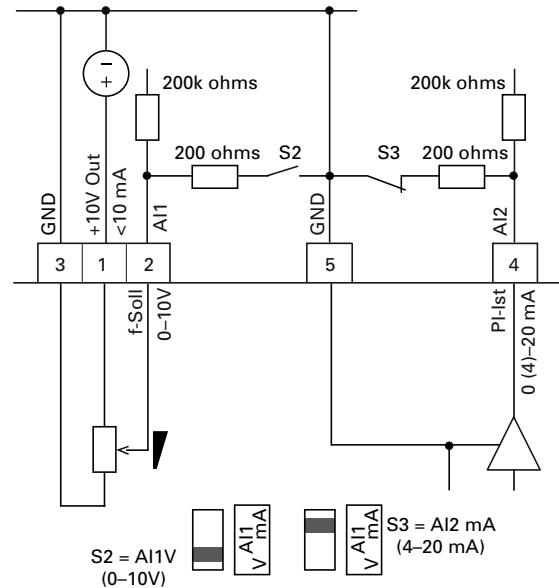 −
+
200k ohms
200k ohms
200 ohms
S2
S3
200 ohms
GND
+10V Out
<10 mA
AI1
GND
AI2
3
1
2
5
4
f-Soll
0–10V
PI-Ist
0 (4)–20 mA
S2 = AI1V
(0–10V)
AI1
V mA
AI1
V mA
S3 = AI2 mA
(4–20 mA)